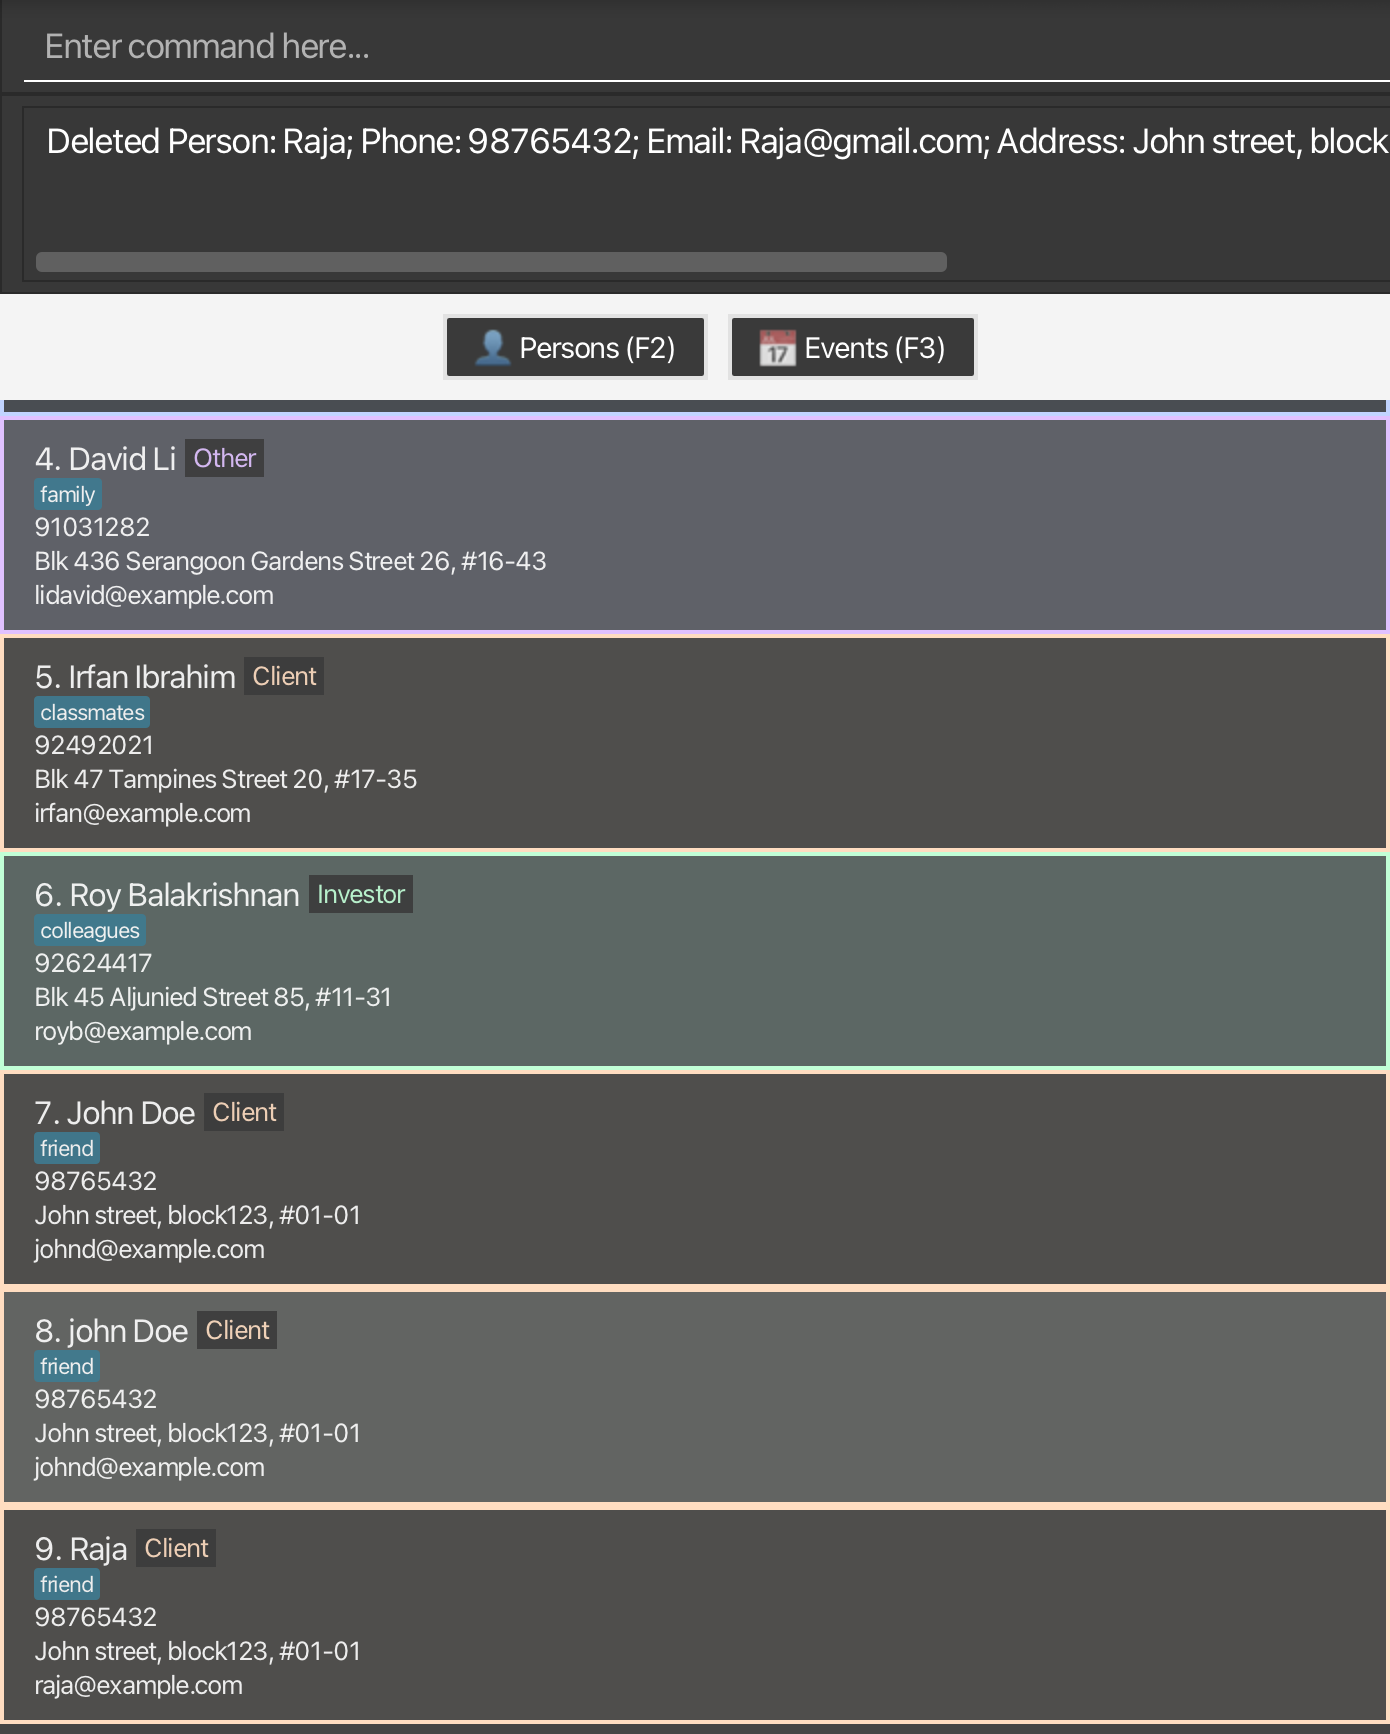 Enter command here...
Deleted Person: Raja; Phone: 98765432; Email: Raja@gmail.com; Address: John street, block
Persons (F2)
17 Events (F3)
4. David Li Other
family
91031282
Blk 436 Serangoon Gardens Street 26, #16-43
lidavid@example.com
5. Irfan Ibrahim Client
classmates
92492021
Blk 47 Tampines Street 20, #17-35
irfan@example.com
6. Roy Balakrishnan Investor
colleagues
92624417
Blk 45 Aljunied Street 85, #11-31
royb@example.com
7. John Doe Client
friend
98765432
John street, block123, #01-01
johnd@example.com
8. john Doe Client
friend
98765432
John street, block123, #01-01
johnd@example.com
9. Raja Client
friend
98765432
John street, block123, #01-01
raja@example.com